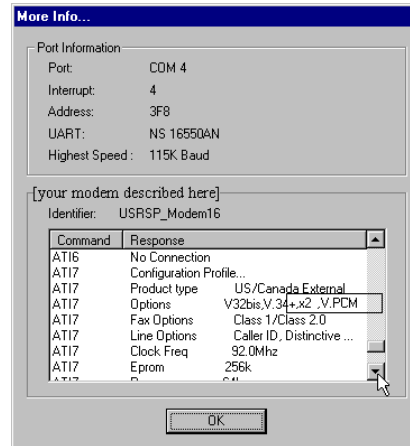 More Info...
Port Information
Port: COM 4
Interrupt: 4
Address: 3F8
UART: NS 16550AN
Highest Speed : 115K Baud
[your modem described here]
Identifier: USRSP_Modem16
Command Response
ATI6 No Connection
ATI7 Configuration Profile...
ATI7 Product type US/Canada External
ATI7 Options V32bis,V.34+,x2 ,V.PCM
ATI7 Fax Options Class 1/Class 2.0
ATI7 Line Options Caller ID, Distinctive ...
ATI7 Clock Freq 92.0Mhz
ATI7 Eprom 256k
ATI7
OK